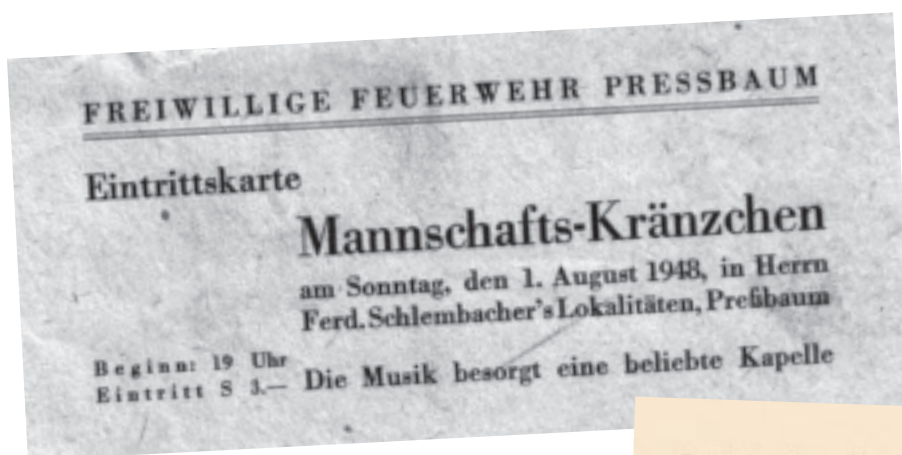 FREIWILLIGE FEUERWEHR PRESSBAUM
Eintrittskarte
Mannschafts-Kränzchen
am Sonntag, den 1. August 1948, in Herrn
Ferd. Schlembacher's Lokalitäten, Preßbaum
Beginn: 19 Uhr
Eintritt S 3.—
Die Musik besorgt eine beliebte Kapelle